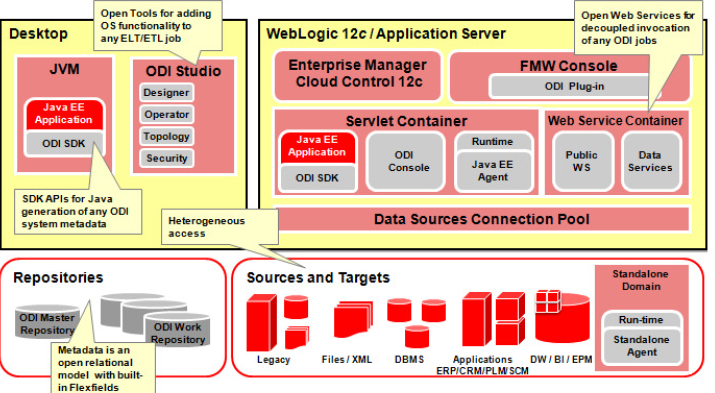 Desktop
Open Tools for adding
OS functionality to
any ELT/ETL job
JVM
Java EE
Application
ODI SDK
ODI Studio
Designer
Operator
Topology
Security
SDK APIs for Java
generation of any ODI
system metadata
WebLogic 12c / Application Server
Open Web Services for
decoupled invocation
of any ODI jobs
Enterprise Manager
Cloud Control 12c
FMW Console
ODI Plug-in
Servlet Container
Java EE
Application
ODI SDK
ODI
Console
Runtime
Java EE
Agent
Web Service Container
Public
WS
Data
Services
Data Sources Connection Pool
Heterogeneous
access
Repositories
ODI Master
Repository
ODI Work
Repository
Metadata is an
open relational
model with built-
in Flexfields
Sources and Targets
Legacy
Files / XML
DBMS
Applications
ERP/CRM/PLM/SCM
DW / BI / EPM
Standalone
Domain
Run-time
Standalone
Agent